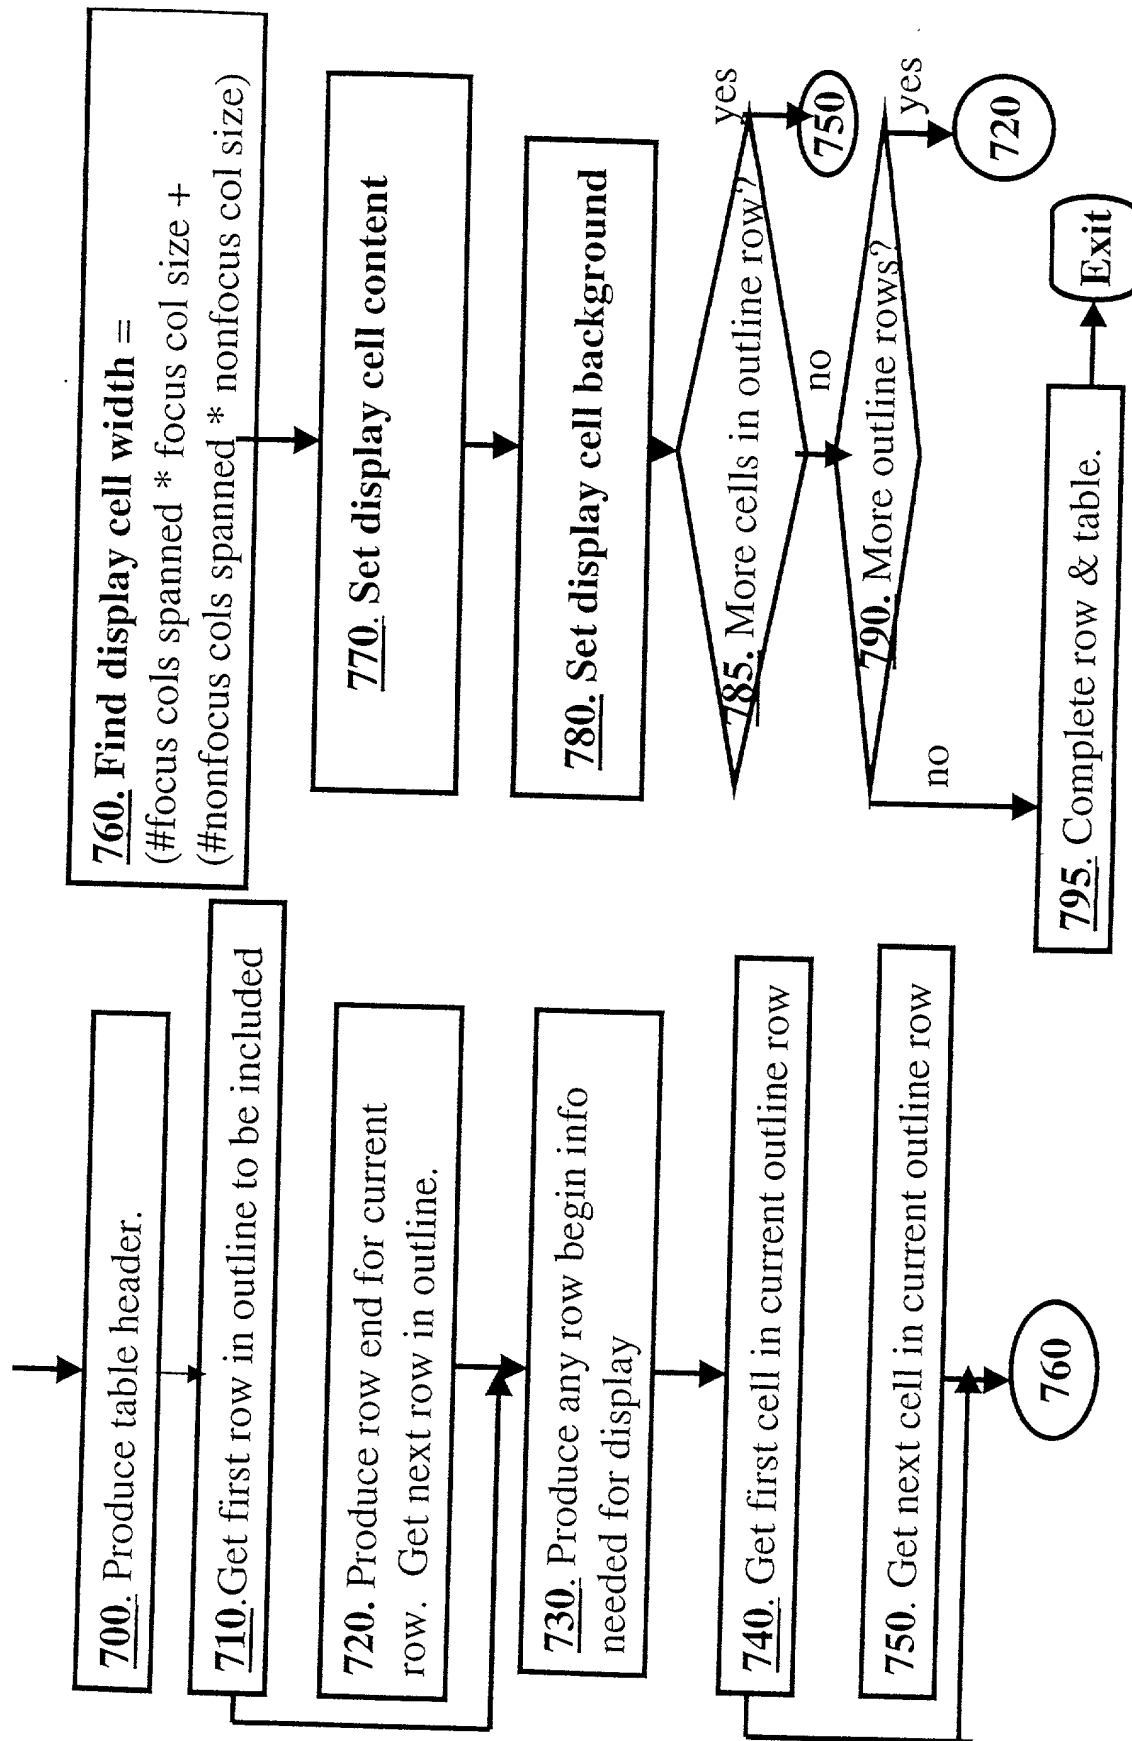 700. Produce table header.
710.Get first row in outline to be included
720. Produce row end for current
row. Get next row in outline.
730. Produce any row begin info
needed for display
740. Get first cell in current outline row
750. Get next cell in current outline row
760
760. Find display cell width =
(#focus cols spanned * focus col size +
(#nonfocus cols spanned * nonfocus col size)
770. Set display cell content
780. Set display cell background
785. More cells in outline row?
yes
750
no
790. More outline rows?
yes
720
no
795. Complete row & table.
Exit